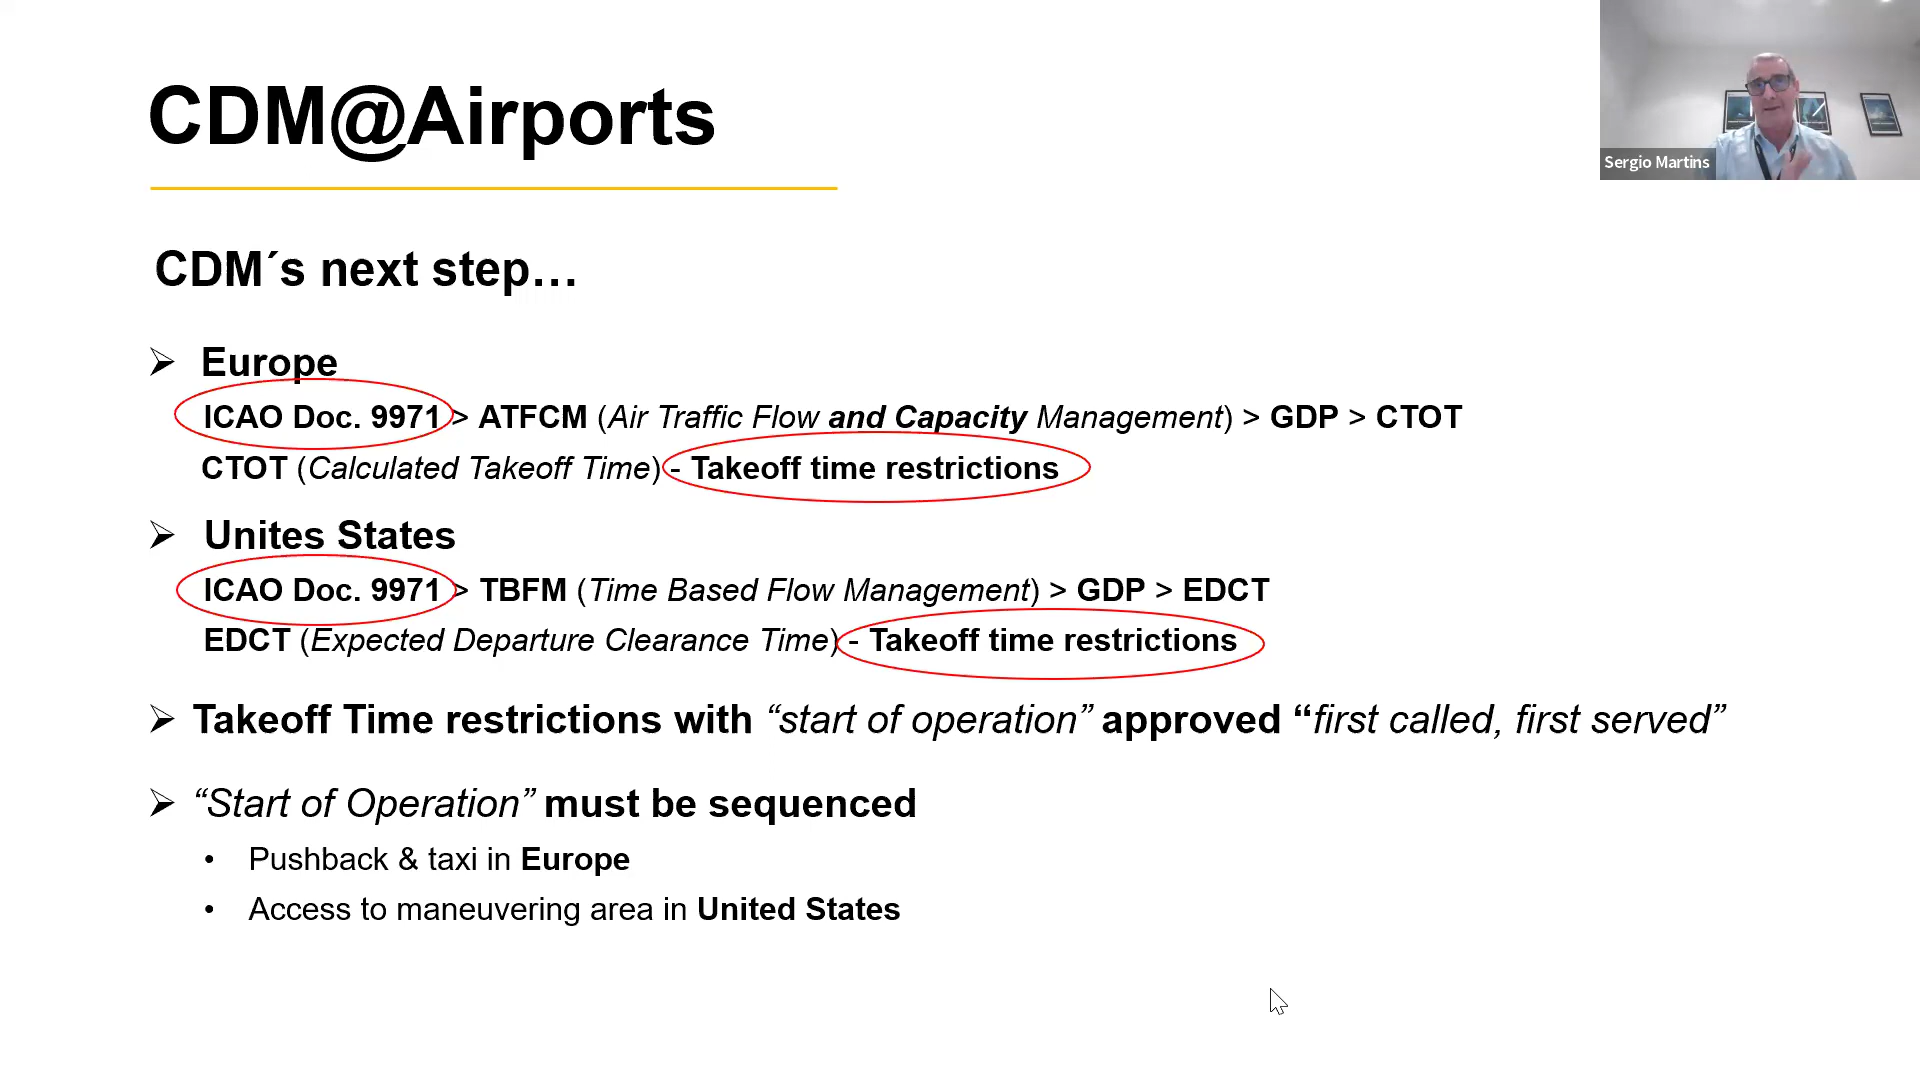 CDM@Airports
Sergio Martins
CDM´s next step…
➢ Europe
ICAO Doc. 9971 > ATFCM (Air Traffic Flow and Capacity Management) > GDP > CTOT
CTOT (Calculated Takeoff Time) - Takeoff time restrictions
➢ Unites States
ICAO Doc. 9971 > TBFM (Time Based Flow Management) > GDP > EDCT
EDCT (Expected Departure Clearance Time) - Takeoff time restrictions
➢ Takeoff Time restrictions with “start of operation” approved “first called, first served”
➢ “Start of Operation” must be sequenced
• Pushback & taxi in Europe
• Access to maneuvering area in United States